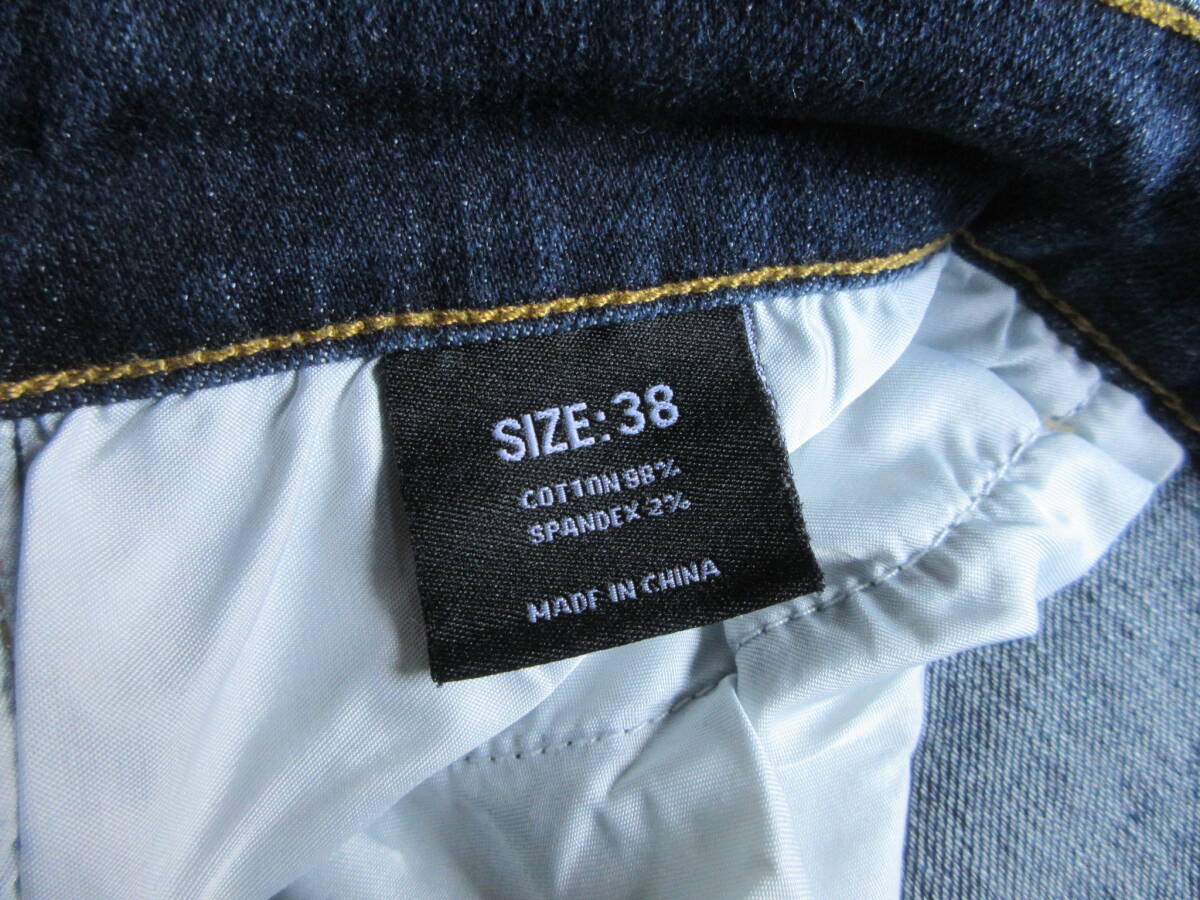 SIZE: 38
COTTON 98%
SPANDEX 2%
MADE IN CHINA